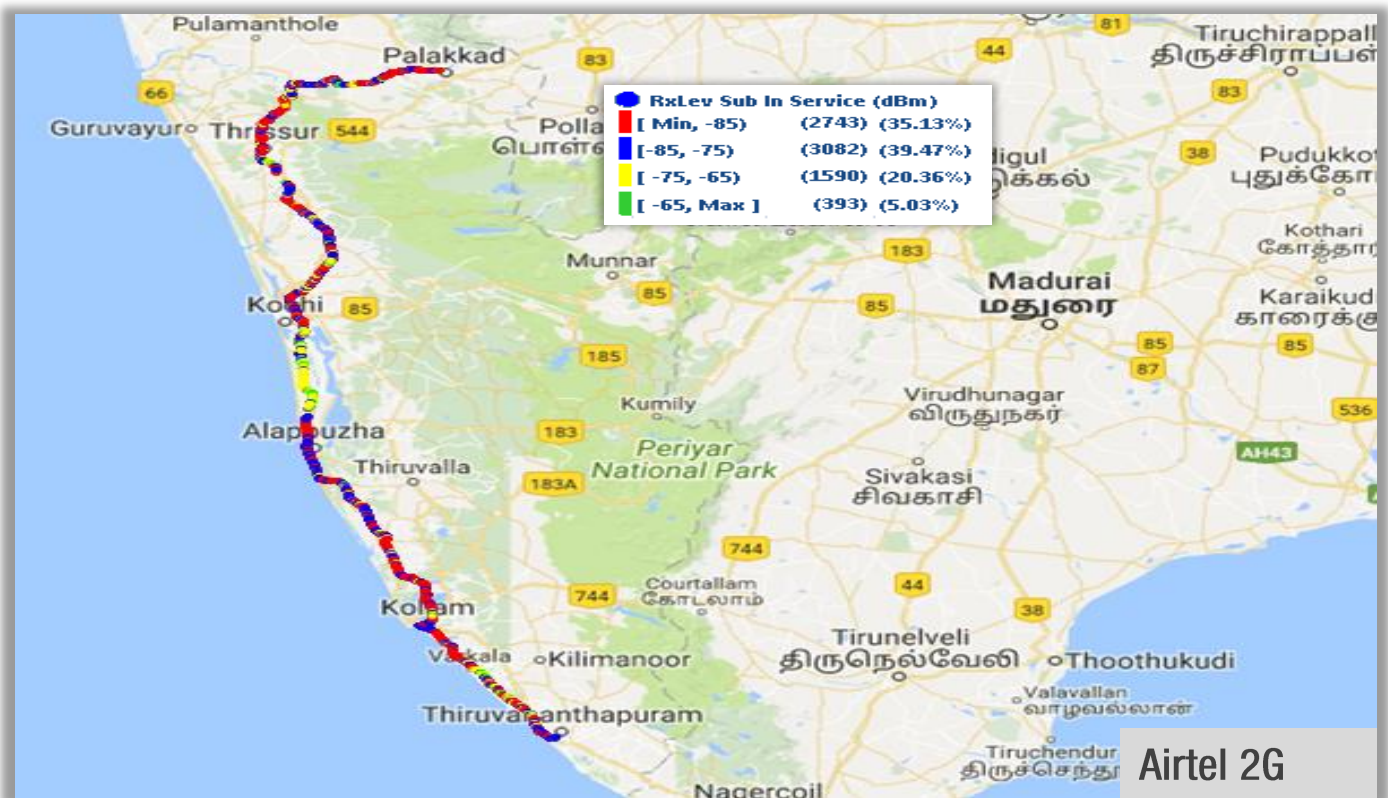 Pulamanthole
81
Tiruchirappall
திருச்சிராப்பள்
44
Palakkad
83
66
83
RxLev Sub In Service (dBm)
[ Min, -85) (2743) (35.13%)
[-85, -75) (3082) (39.47%)
[ -75, -65) (1590) (20.36%)
[ -65, Max ] (393) (5.03%)
Guruvayur
Thrissur
544
Polla
பொள்
digul
38
Pudukko
புதுக்கோ
Kothari
கோத்தா
183
Munnar
85
Madurai
மதுரை
85
Karaikud
காரைக்கு
Kochi
85
85
85
185
87
Kumily
Virudhunagar
விருதுநகர்
536
Alappuzha
183
Periyar
National Park
AH43
Thiruvalla
183A
Sivakasi
சிவகாசி
744
Courtallam
கோடலாம்
44
744
Kollam
38
Tirunelveli
திருநெல்வேலி
Varkala
Kilimanoor
Thoothukudi
Valavallan
வாழவல்லான்
Thiruvananthapuram
Tiruchendur
திருச்செந்தூ
Airtel 2G
Nagercoil